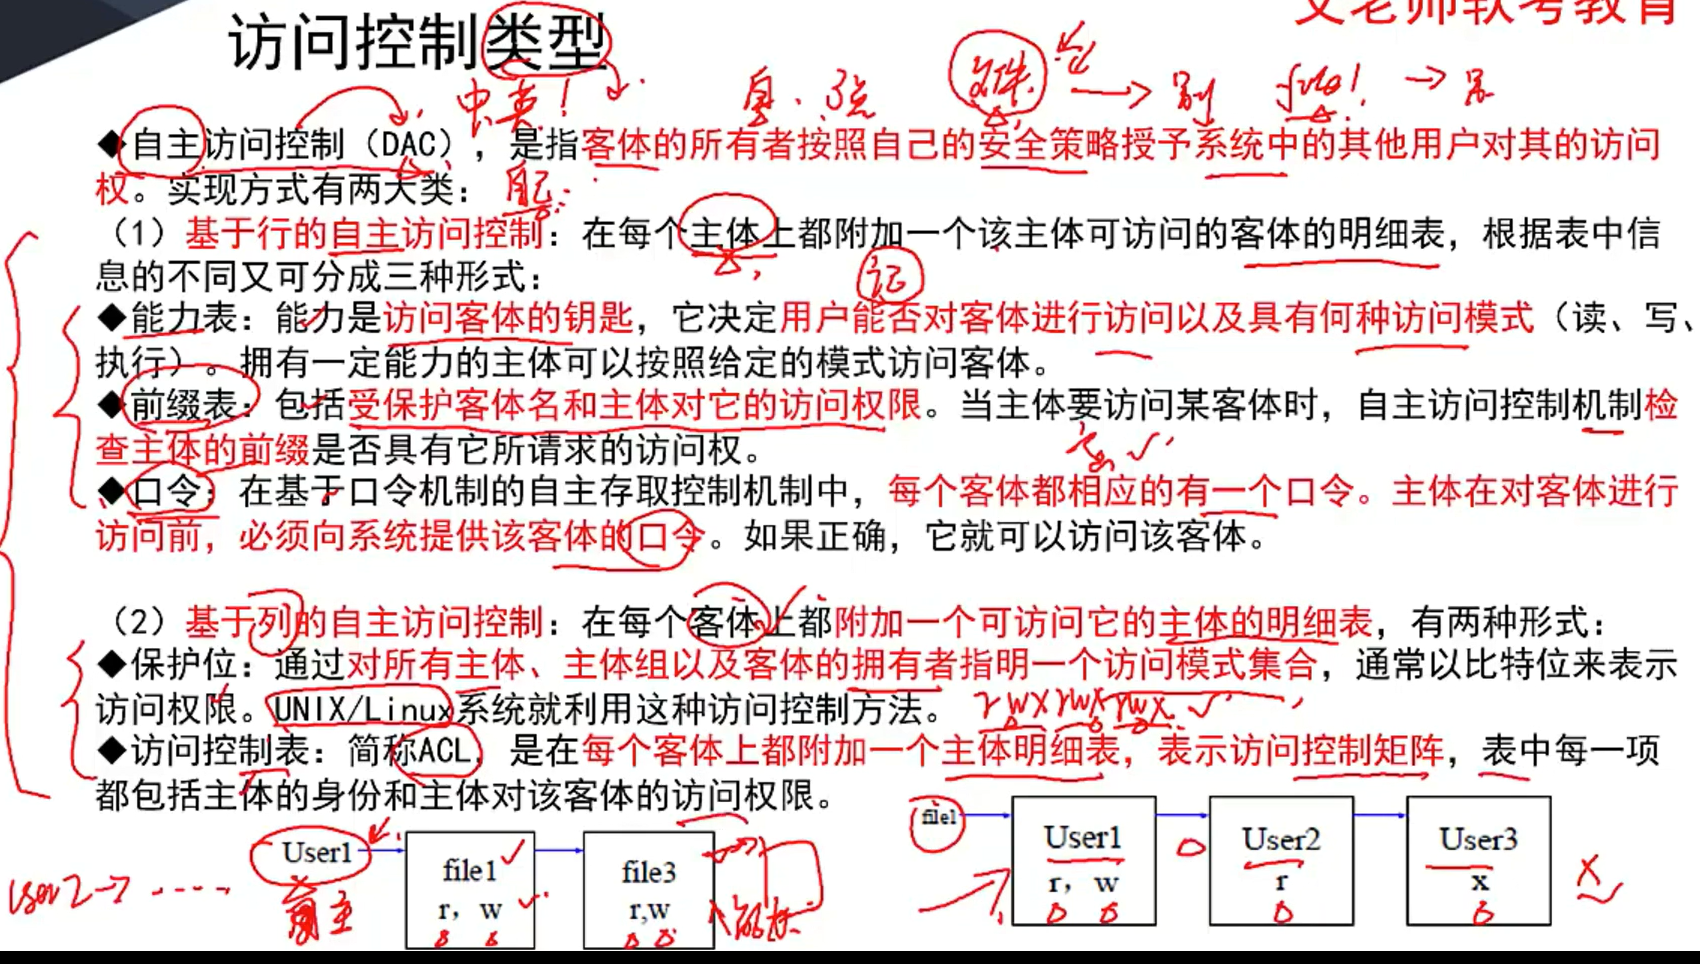 文老师软考教育
访问控制类型
◆自主访问控制（DAC），是指客体的所有者按照自己的安全策略授予系统中的其他用户对其的访问
权。实现方式有两大类：
（1）基于行的自主访问控制：在每个主体上都附加一个该主体可访问的客体的明细表，根据表中信
息的不同又可分成三种形式：
记
◆能力表：能力是访问客体的钥匙，它决定用户能否对客体进行访问以及具有何种访问模式（读、写、
执行）。拥有一定能力的主体可以按照给定的模式访问客体。
◆前缀表：包括受保护客体名和主体对它的访问权限。当主体要访问某客体时，自主访问控制机制检
查主体的前缀是否具有它所请求的访问权。
◆口令：在基于口令机制的自主存取控制机制中，每个客体都相应的有一个口令。主体在对客体进行
访问前，必须向系统提供该客体的口令。如果正确，它就可以访问该客体。
（2）基于列的自主访问控制：在每个客体上都附加一个可访问它的主体的明细表，有两种形式：
◆保护位：通过对所有主体、主体组以及客体的拥有者指明一个访问模式集合，通常以比特位来表示
访问权限。UNIX/Linux系统就利用这种访问控制方法。 rwx rwx rwx
◆访问控制表：简称ACL，是在每个客体上都附加一个主体明细表，表示访问控制矩阵，表中每一项
都包括主体的身份和主体对该客体的访问权限。
User1
file1
r， w
file3
r,w
user2
file1
User1
r， w
User2
r
User3
x